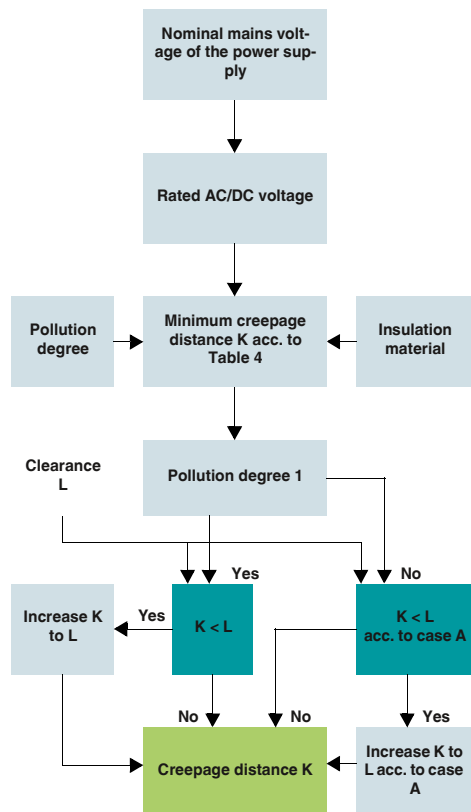 Nominal mains volt-
age of the power sup-
ply
Rated AC/DC voltage
Pollution
degree
Minimum creepage
distance K acc. to
Table 4
Insulation
material
Clearance
L
Pollution degree 1
Yes
No
Increase K
to L
Yes
K < L
K < L
acc. to case A
No
No
Yes
Creepage distance K
Increase K to
L acc. to case
A